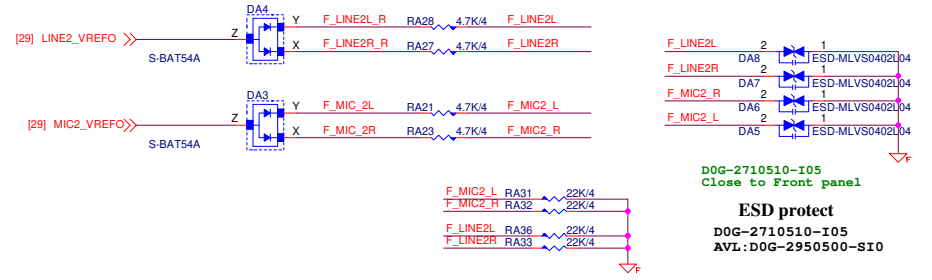 DA4
[29] LINE2_VREFO
Z
Y
X
S-BAT54A
F_LINE2L_R
RA28
4.7K/4
F_LINE2L
F_LINE2R_R
RA27
4.7K/4
F_LINE2R
DA3
[29] MIC2_VREFO
Z
Y
X
S-BAT54A
F_MIC_2L
RA21
4.7K/4
F_MIC2_L
F_MIC_2R
RA23
4.7K/4
F_MIC2_R
F_LINE2L
2
1
DA8
ESD-MLVS0402L04
F_LINE2R
2
1
DA7
ESD-MLVS0402L04
F_MIC2_R
2
1
DA6
ESD-MLVS0402L04
F_MIC2_L
2
1
DA5
ESD-MLVS0402L04
F
D0G-2710510-I05
Close to Front panel
ESD protect
D0G-2710510-I05
AVL:D0G-2950500-SI0
F_MIC2_L
RA31
22K/4
F_MIC2_R
RA32
22K/4
F_LINE2L
RA36
22K/4
F_LINE2R
RA33
22K/4
F